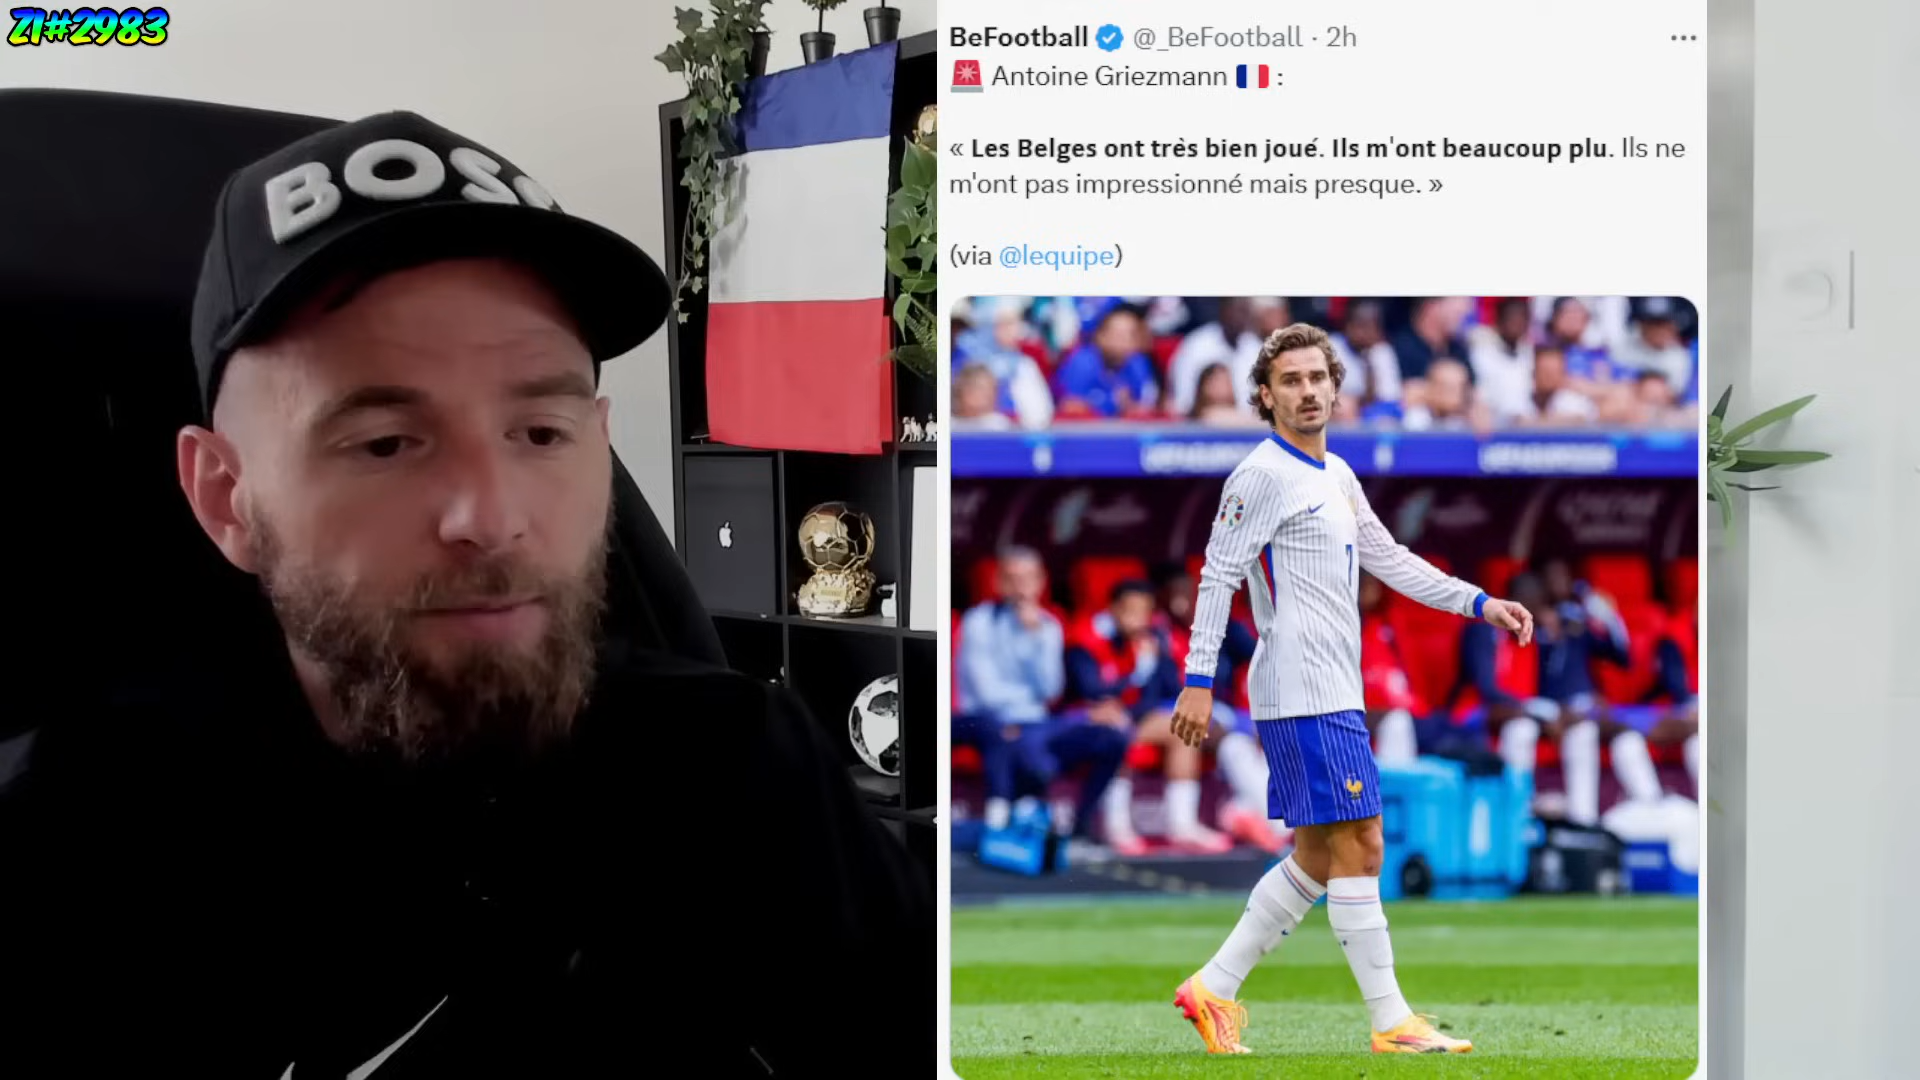 ZI#2983
BOSS
BeFootball @_BeFootball · 2h
Antoine Griezmann :
« Les Belges ont très bien joué. Ils m'ont beaucoup plu. Ils ne
m'ont pas impressionné mais presque. »
(via @lequipe)
7